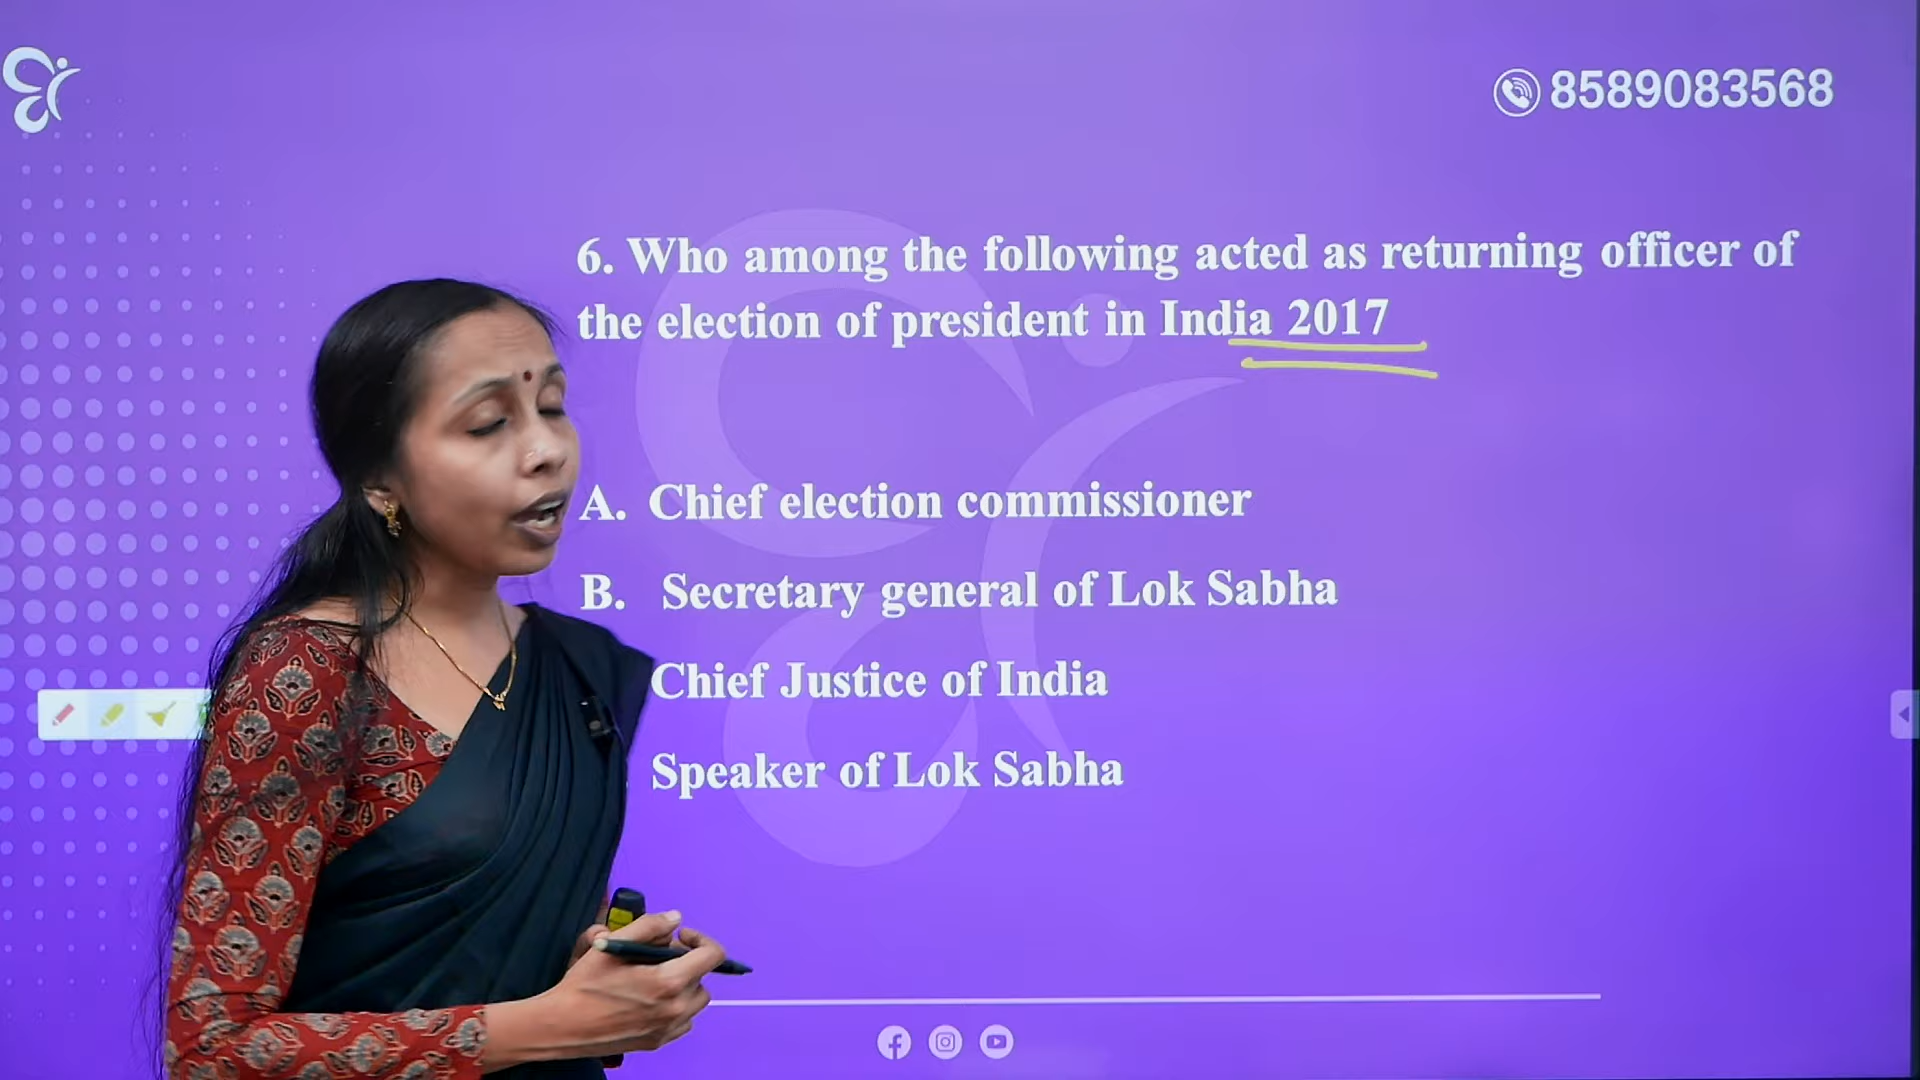 8589083568
6. Who among the following acted as returning officer of
the election of president in India 2017
A. Chief election commissioner
B. Secretary general of Lok Sabha
Chief Justice of India
Speaker of Lok Sabha